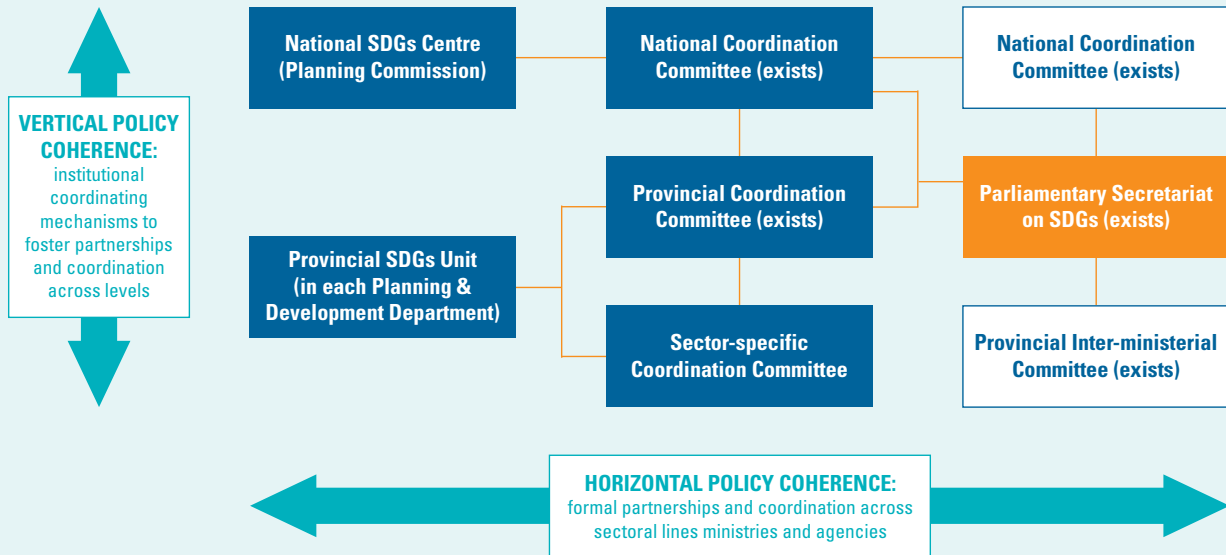 VERTICAL POLICY
COHERENCE:
institutional
coordinating
mechanisms to
foster partnerships
and coordination
across levels
National SDGs Centre
(Planning Commission)
National Coordination
Committee (exists)
National Coordination
Committee (exists)
Provincial Coordination
Committee (exists)
Parliamentary Secretariat
on SDGs (exists)
Provincial SDGs Unit
(in each Planning &
Development Department)
Sector-specific
Coordination Committee
Provincial Inter-ministerial
Committee (exists)
HORIZONTAL POLICY COHERENCE:
formal partnerships and coordination across
sectoral lines ministries and agencies